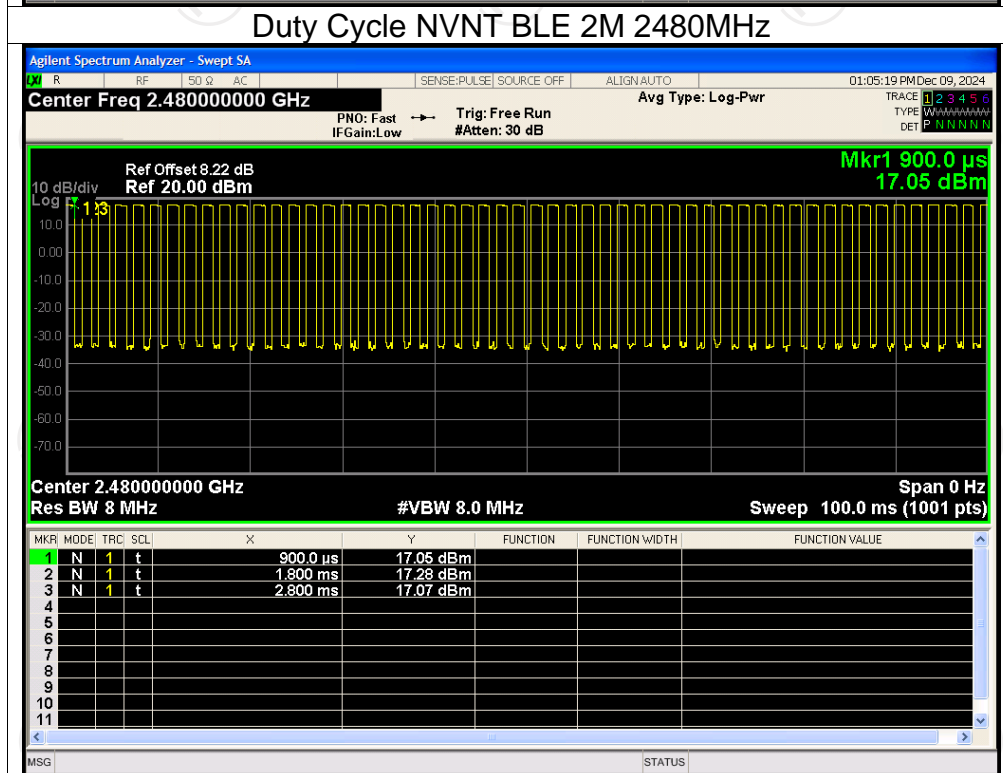 Duty Cycle NVNT BLE 2M 2480MHz
Agilent Spectrum Analyzer - Swept SA
LXI R RF 50 Ω AC SENSE:PULSE SOURCE OFF ALIGN AUTO 01:05:19 PM Dec 09, 2024
Center Freq 2.480000000 GHz Avg Type: Log-Pwr TRACE 1 2 3 4 5 6
PNO: Fast Trig: Free Run TYPE WWWWWW
IFGain:Low #Atten: 30 dB DET P N N N N N
Mkr1 900.0 µs
Ref Offset 8.22 dB
10 dB/div Ref 20.00 dBm 17.05 dBm
Log
1 2 3
10.0
0.00
-10.0
-20.0
-30.0
-40.0
-50.0
-60.0
-70.0
Center 2.480000000 GHz Span 0 Hz
Res BW 8 MHz #VBW 8.0 MHz Sweep 100.0 ms (1001 pts)
MKR MODE TRC SCL X Y FUNCTION FUNCTION WIDTH FUNCTION VALUE
1 N 1 t 900.0 µs 17.05 dBm
2 N 1 t 1.800 ms 17.28 dBm
3 N 1 t 2.800 ms 17.07 dBm
4
5
6
7
8
9
10
11
MSG STATUS